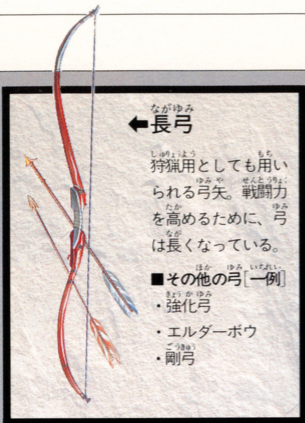 ←長弓
狩猟用としても用い
られる弓矢。戦闘力
を高めるために、弓
は長くなっている。
■その他の弓[一例]
・強化弓
・エルダーボウ
・剛弓